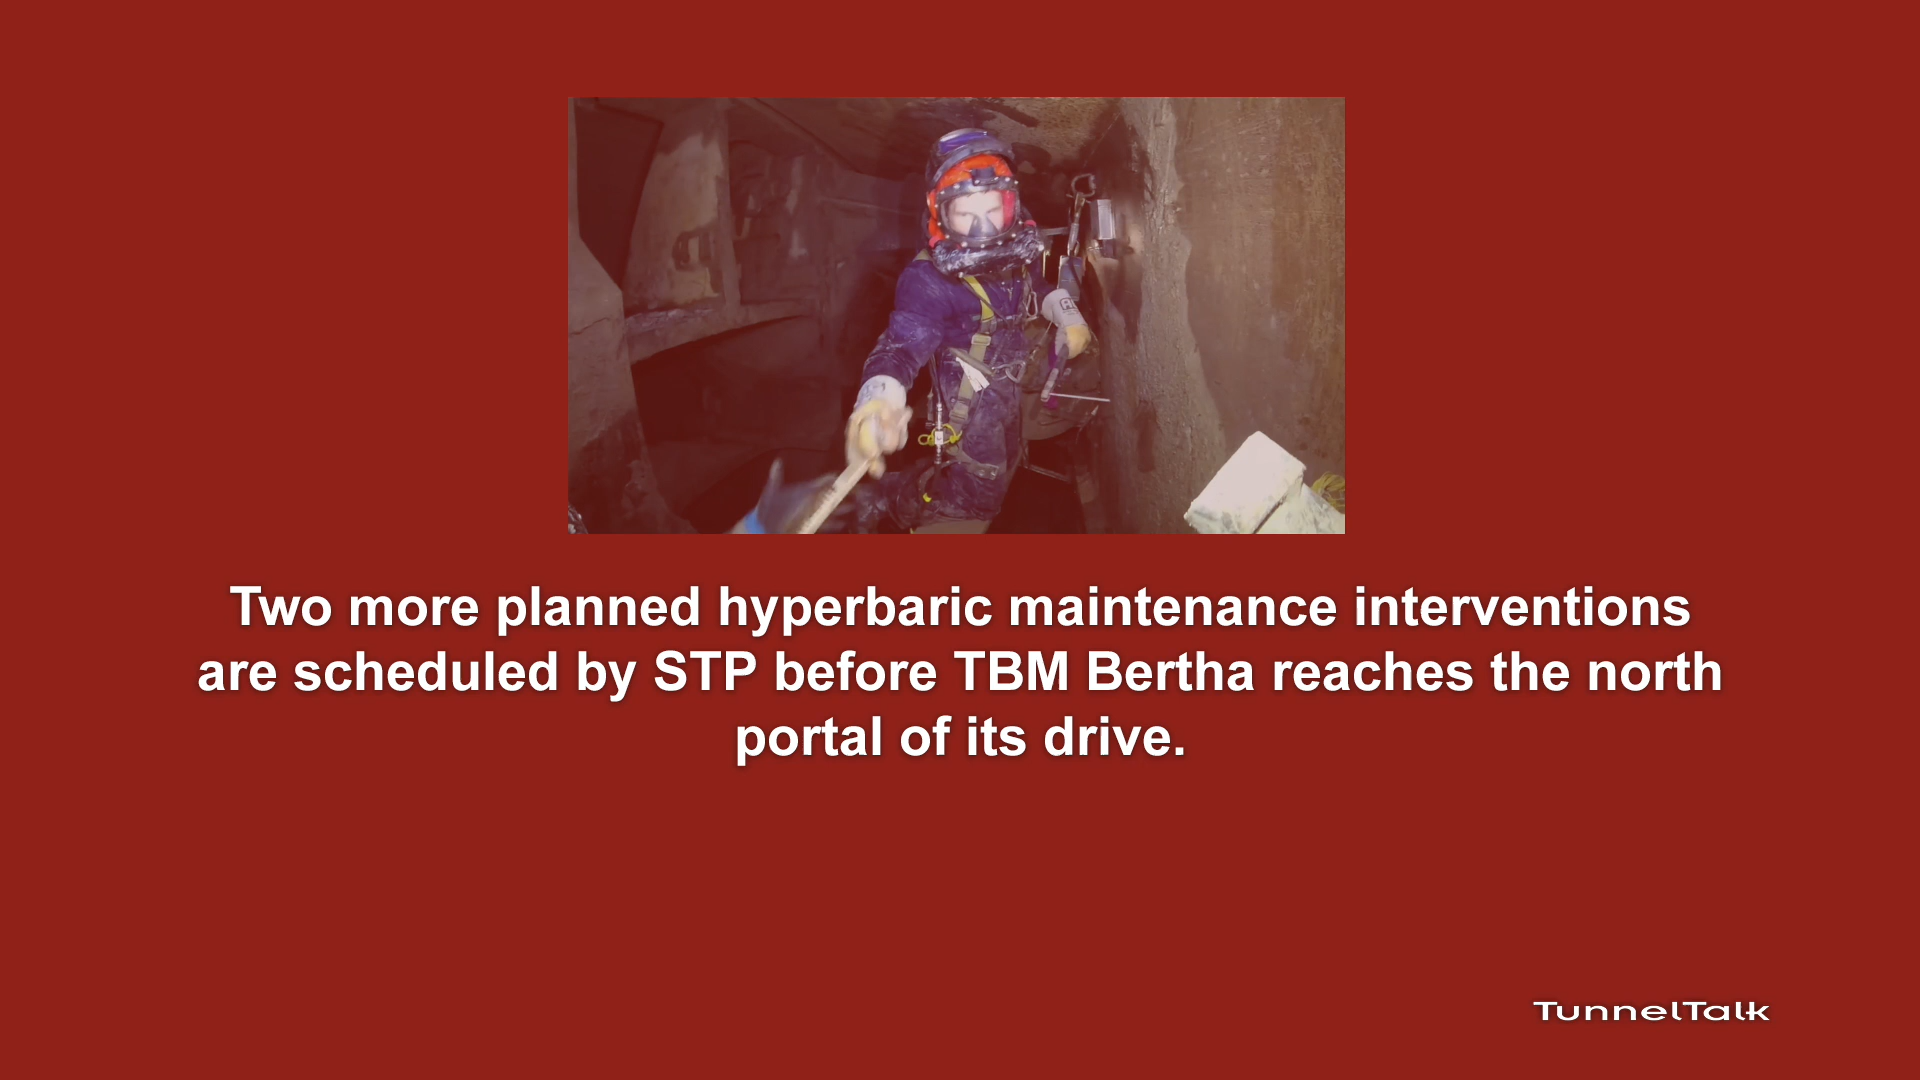 Two more planned hyperbaric maintenance interventions
are scheduled by STP before TBM Bertha reaches the north
portal of its drive.
TunnelTalk